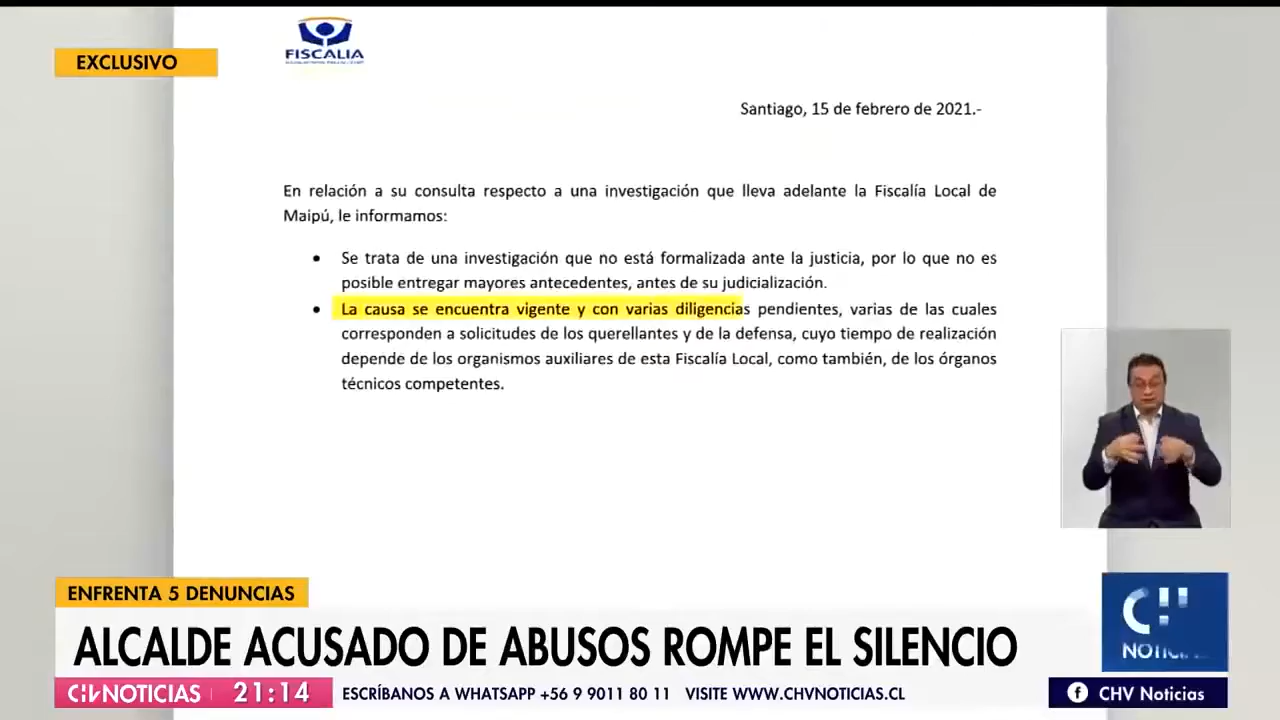 FISCALIA
EXCLUSIVO
Santiago, 15 de febrero de 2021.-
En relación a su consulta respecto a una investigación que lleva adelante la Fiscalía Local de
Maipú, le informamos:
• Se trata de una investigación que no está formalizada ante la justicia, por lo que no es
posible entregar mayores antecedentes, antes de su judicialización.
• La causa se encuentra vigente y con varias diligencias pendientes, varias de las cuales
corresponden a solicitudes de los querellantes y de la defensa, cuyo tiempo de realización
depende de los organismos auxiliares de esta Fiscalía Local, como también, de los órganos
técnicos competentes.
ENFRENTA 5 DENUNCIAS
ALCALDE ACUSADO DE ABUSOS ROMPE EL SILENCIO
CHV NOTICIAS 21:14 ESCRÍBANOS A WHATSAPP +56 9 9011 80 11 VISITE WWW.CHVNOTICIAS.CL
CHV Noticias